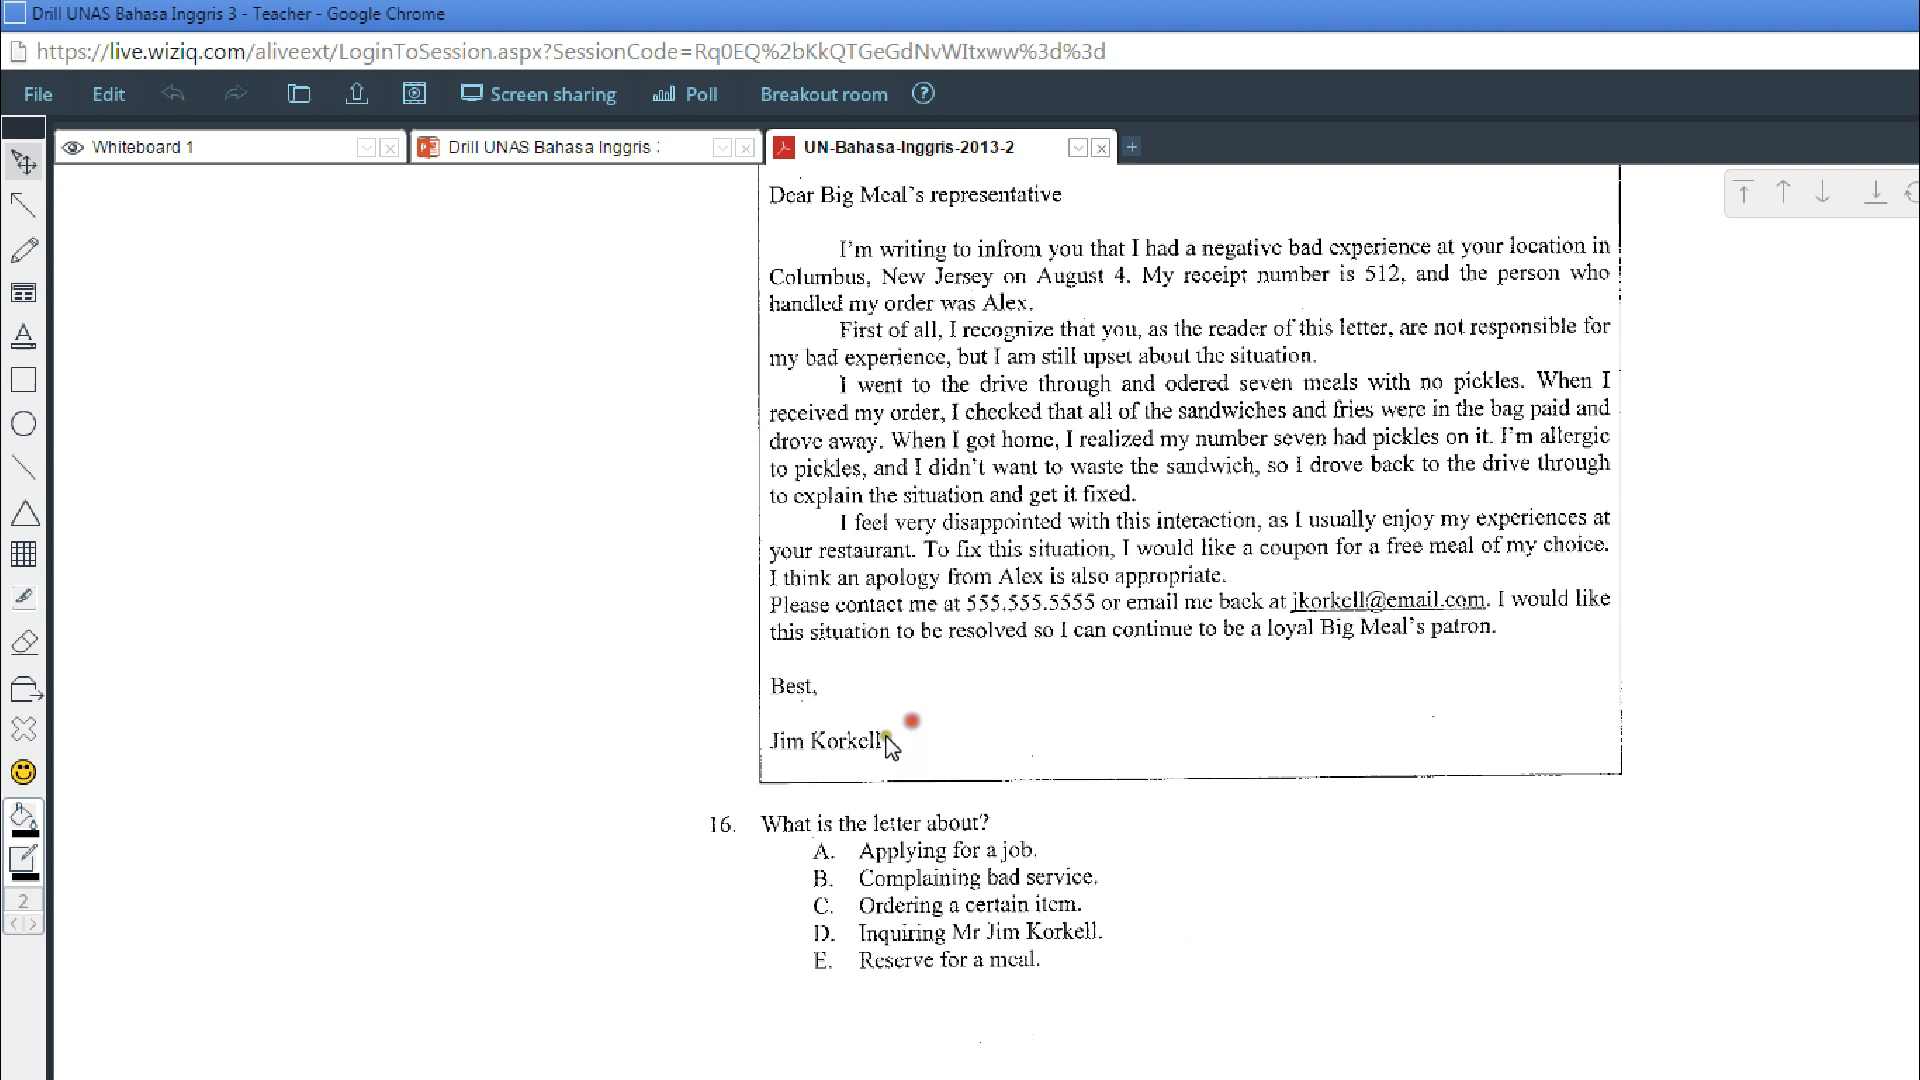 Drill UNAS Bahasa Inggris 3 - Teacher - Google Chrome
https://live.wiziq.com/aliveext/LoginToSession.aspx?SessionCode=Rq0EQ%2bKkQTGeGdNvWItxww%3d%3d
File Edit Screen sharing Poll Breakout room
Whiteboard 1 Drill UNAS Bahasa Inggris : UN-Bahasa-Inggris-2013-2
Dear Big Meal's representative
I'm writing to infrom you that I had a negative bad experience at your location in
Columbus, New Jersey on August 4. My receipt number is 512, and the person who
handled my order was Alex.
First of all, I recognize that you, as the reader of this letter, are not responsible for
my bad experience, but I am still upset about the situation.
I went to the drive through and odered seven meals with no pickles. When I
received my order, I checked that all of the sandwiches and fries were in the bag paid and
drove away. When I got home, I realized my number seven had pickles on it. I'm allergic
to pickles, and I didn't want to waste the sandwich, so I drove back to the drive through
to explain the situation and get it fixed.
I feel very disappointed with this interaction, as I usually enjoy my experiences at
your restaurant. To fix this situation, I would like a coupon for a free meal of my choice.
I think an apology from Alex is also appropriate.
Please contact me at 555.555.5555 or email me back at jkorkell@email.com. I would like
this situation to be resolved so I can continue to be a loyal Big Meal's patron.
Best,
Jim Korkell
16. What is the letter about?
A. Applying for a job.
B. Complaining bad service.
C. Ordering a certain item.
D. Inquiring Mr Jim Korkell.
E. Reserve for a meal.
2